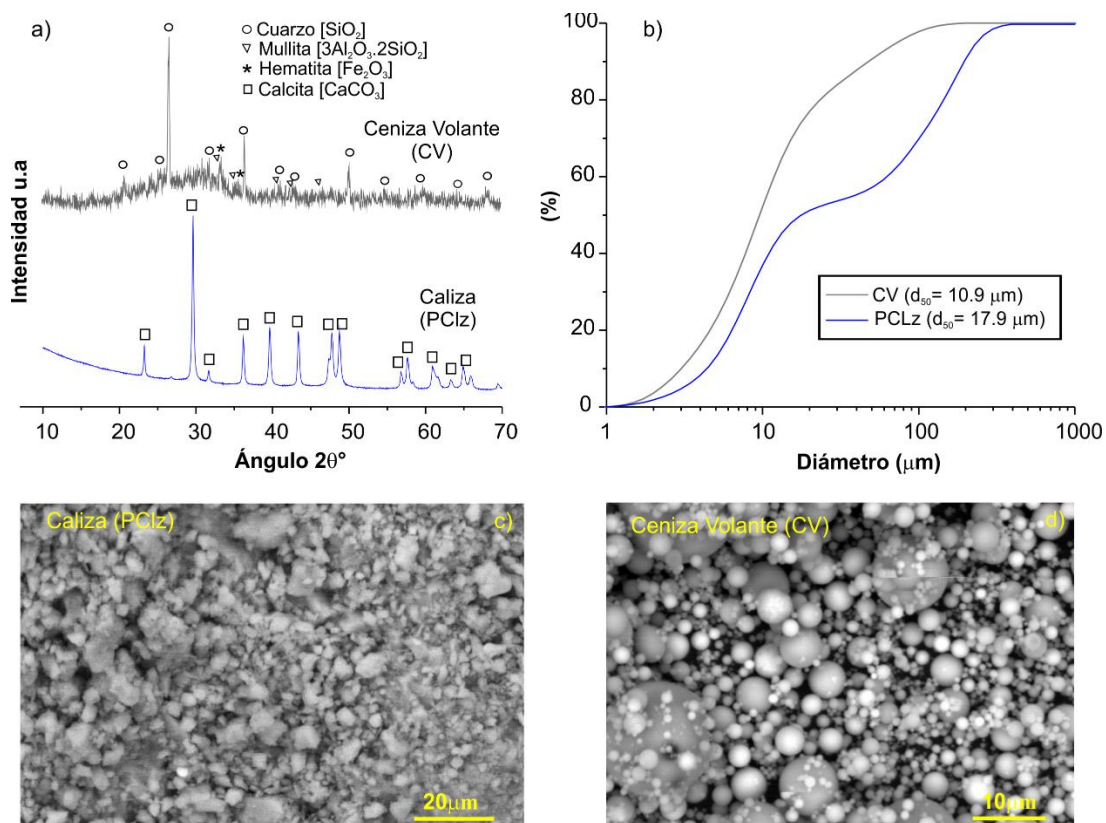 a)
○ Cuarzo [SiO₂]
▽ Mullita [3Al₂O₃.2SiO₂]
* Hematita [Fe₂O₃]
□ Calcita [CaCO₃]
Ceniza Volante
(CV)
Caliza
(PClz)
Intensidad u.a
10 20 30 40 50 60 70
Ángulo 2θ°
b)
100
80
60
40
20
0
(%)
CV (d₅₀= 10.9 μm)
PCLz (d₅₀= 17.9 μm)
1 10 100 1000
Diámetro (μm)
Caliza (PClz)
c)
20μm
Ceniza Volante (CV)
d)
10μm